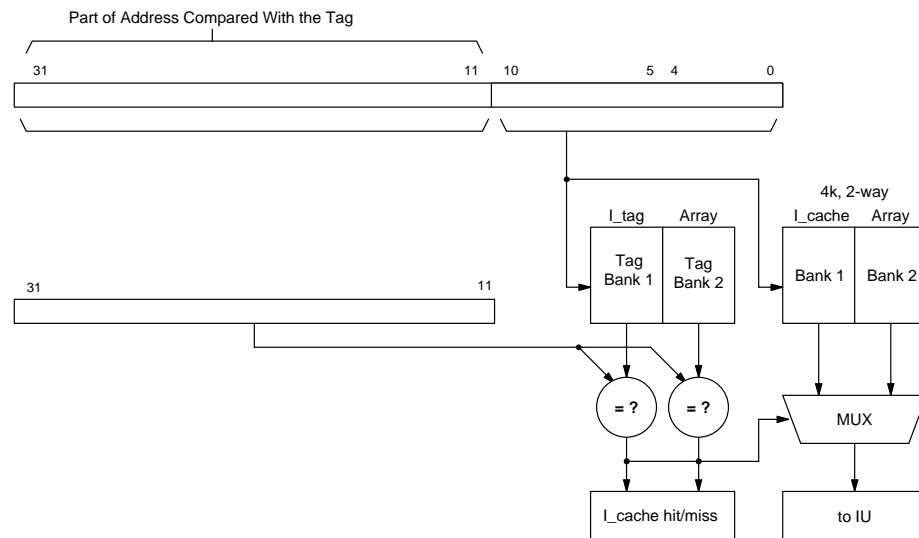 Part of Address Compared With the Tag
31 11 10 5 4 0
4k, 2-way
I_tag Array I_cache Array
Tag Bank 1
Tag Bank 2
Bank 1 Bank 2
31 11
= ? = ?
MUX
I_cache hit/miss to IU